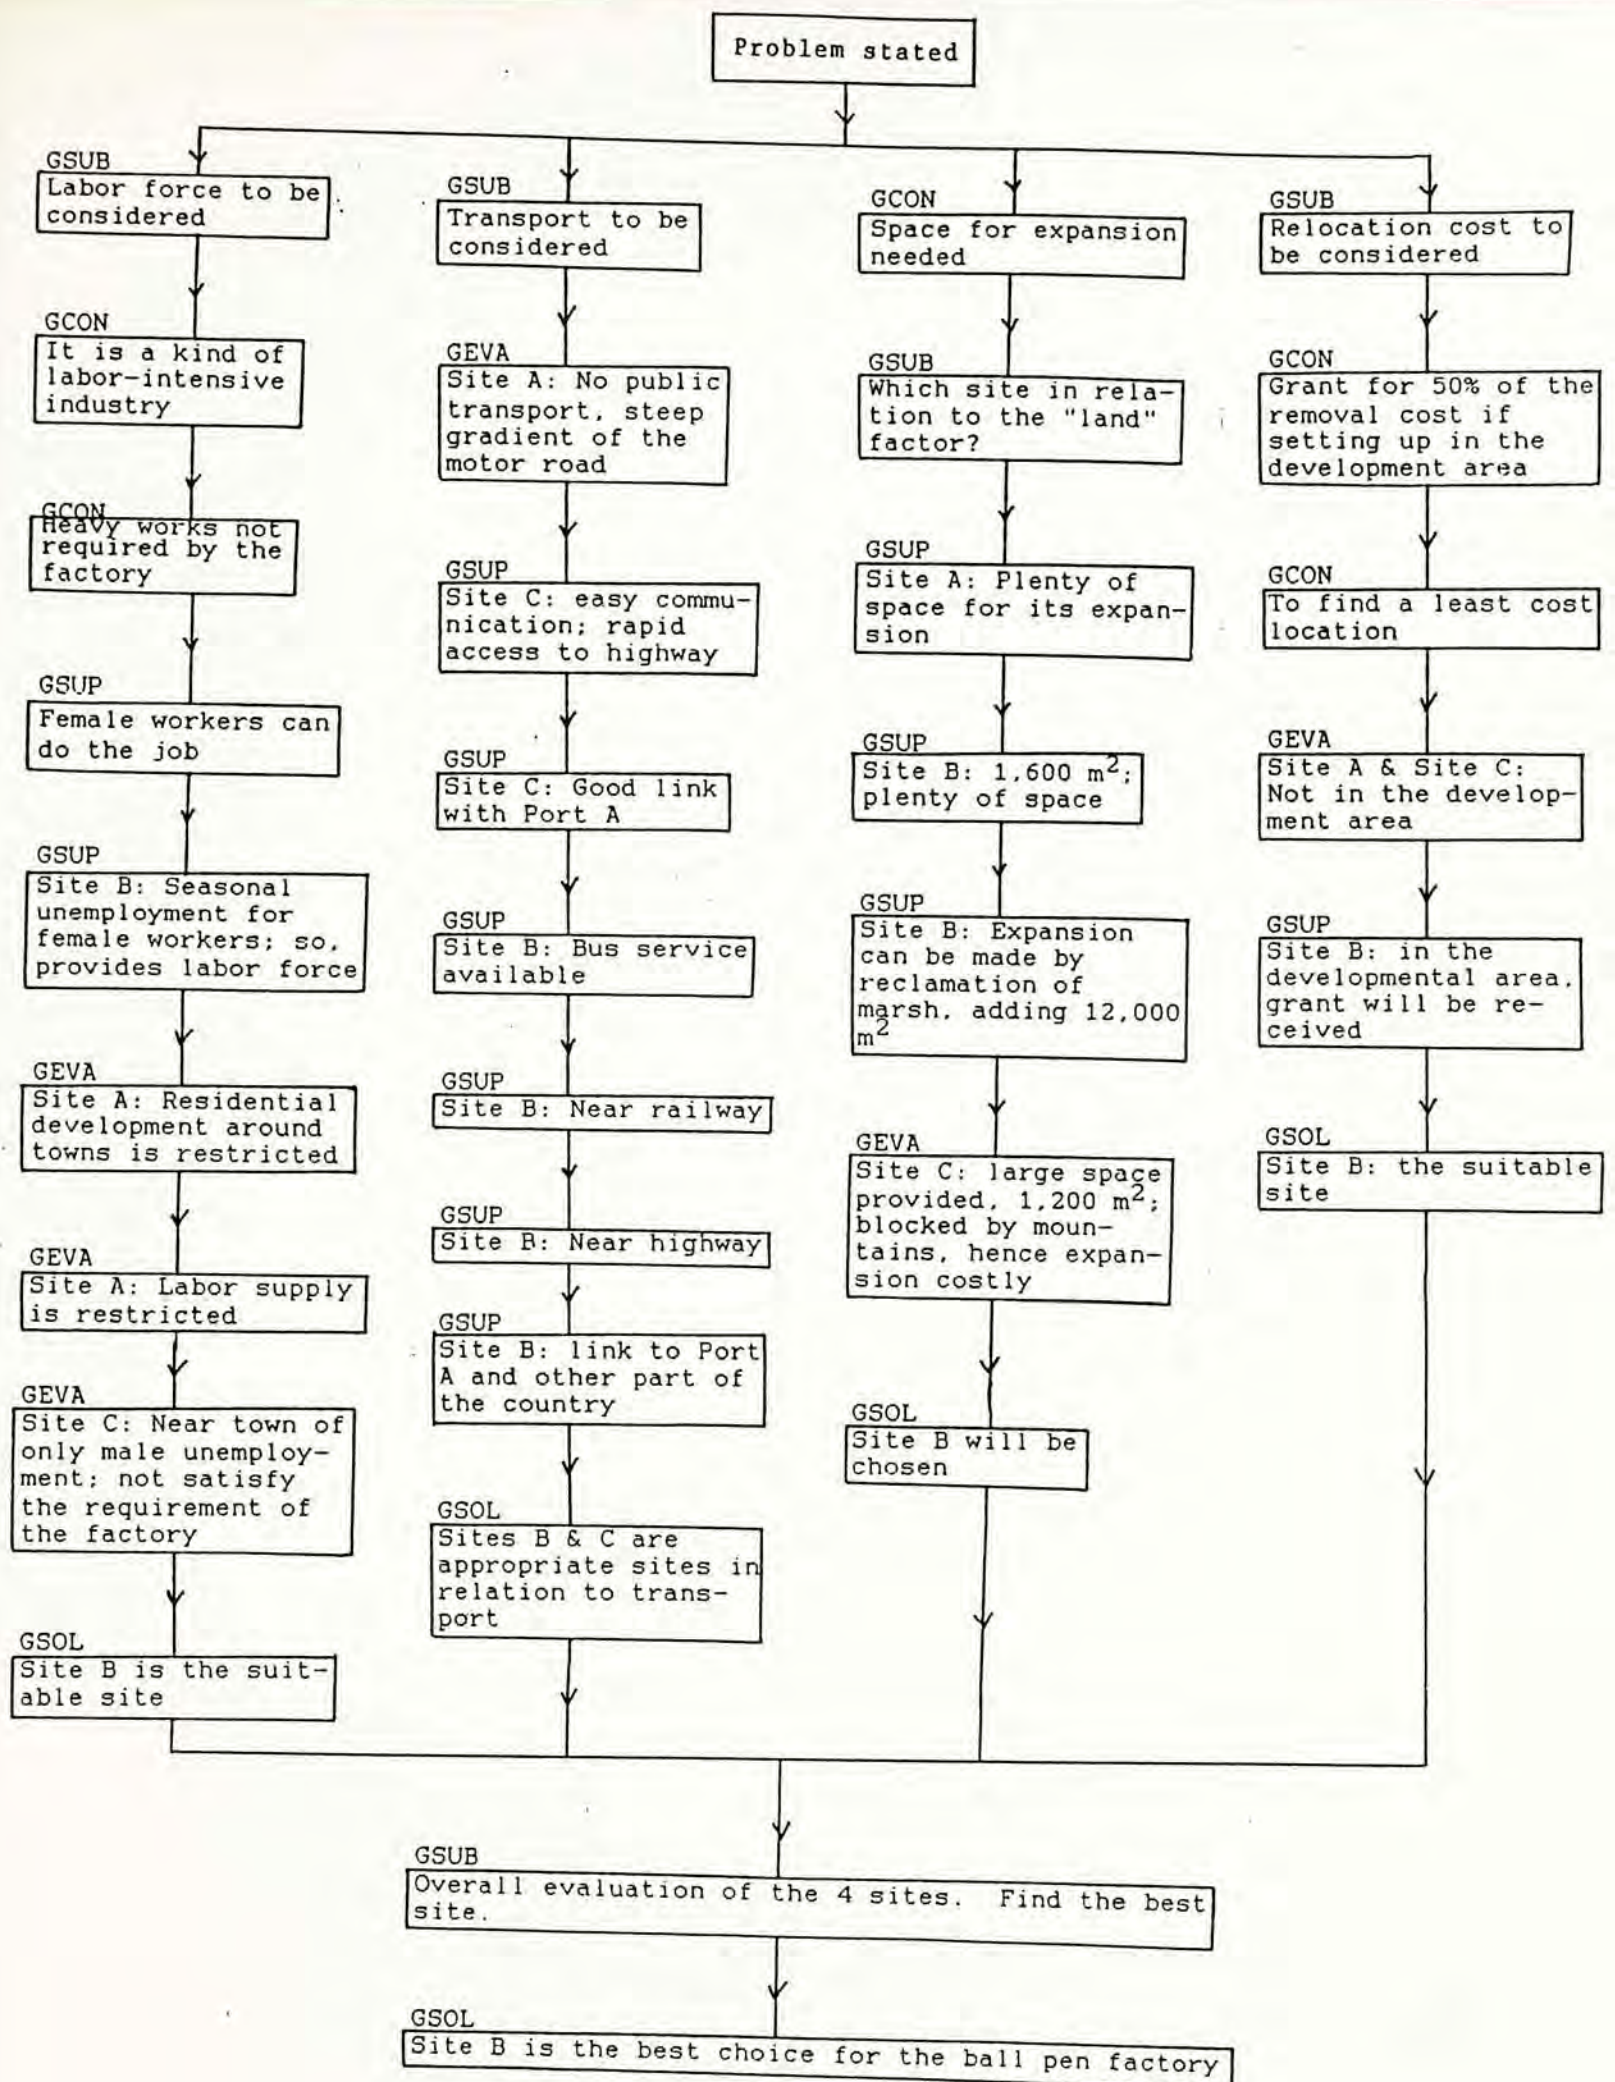 Problem stated
GSUB
Labor force to be
considered
GCON
It is a kind of
labor-intensive
industry
GCON
Heavy works not
required by the
factory
GSUP
Female workers can
do the job
GSUP
Site B: Seasonal
unemployment for
female workers; so,
provides labor force
GEVA
Site A: Residential
development around
towns is restricted
GEVA
Site A: Labor supply
is restricted
GEVA
Site C: Near town of
only male unemploy-
ment; not satisfy
the requirement of
the factory
GSOL
Site B is the suit-
able site
GSUB
Transport to be
considered
GEVA
Site A: No public
transport, steep
gradient of the
motor road
GSUP
Site C: easy commu-
nication; rapid
access to highway
GSUP
Site C: Good link
with Port A
GSUP
Site B: Bus service
available
GSUP
Site B: Near railway
GSUP
Site B: Near highway
GSUP
Site B: link to Port
A and other part of
the country
GSOL
Sites B & C are
appropriate sites in
relation to trans-
port
GCON
Space for expansion
needed
GSUB
Which site in rela-
tion to the "land"
factor?
GSUP
Site A: Plenty of
space for its expan-
sion
GSUP
Site B: 1,600 m²;
plenty of space
GSUP
Site B: Expansion
can be made by
reclamation of
marsh, adding 12,000
m²
GEVA
Site C: large space
provided, 1,200 m²;
blocked by moun-
tains, hence expan-
sion costly
GSOL
Site B will be
chosen
GSUB
Relocation cost to
be considered
GCON
Grant for 50% of the
removal cost if
setting up in the
development area
GCON
To find a least cost
location
GEVA
Site A & Site C:
Not in the develop-
ment area
GSUP
Site B: in the
developmental area,
grant will be re-
ceived
GSOL
Site B: the suitable
site
GSUB
Overall evaluation of the 4 sites. Find the best
site.
GSOL
Site B is the best choice for the ball pen factory